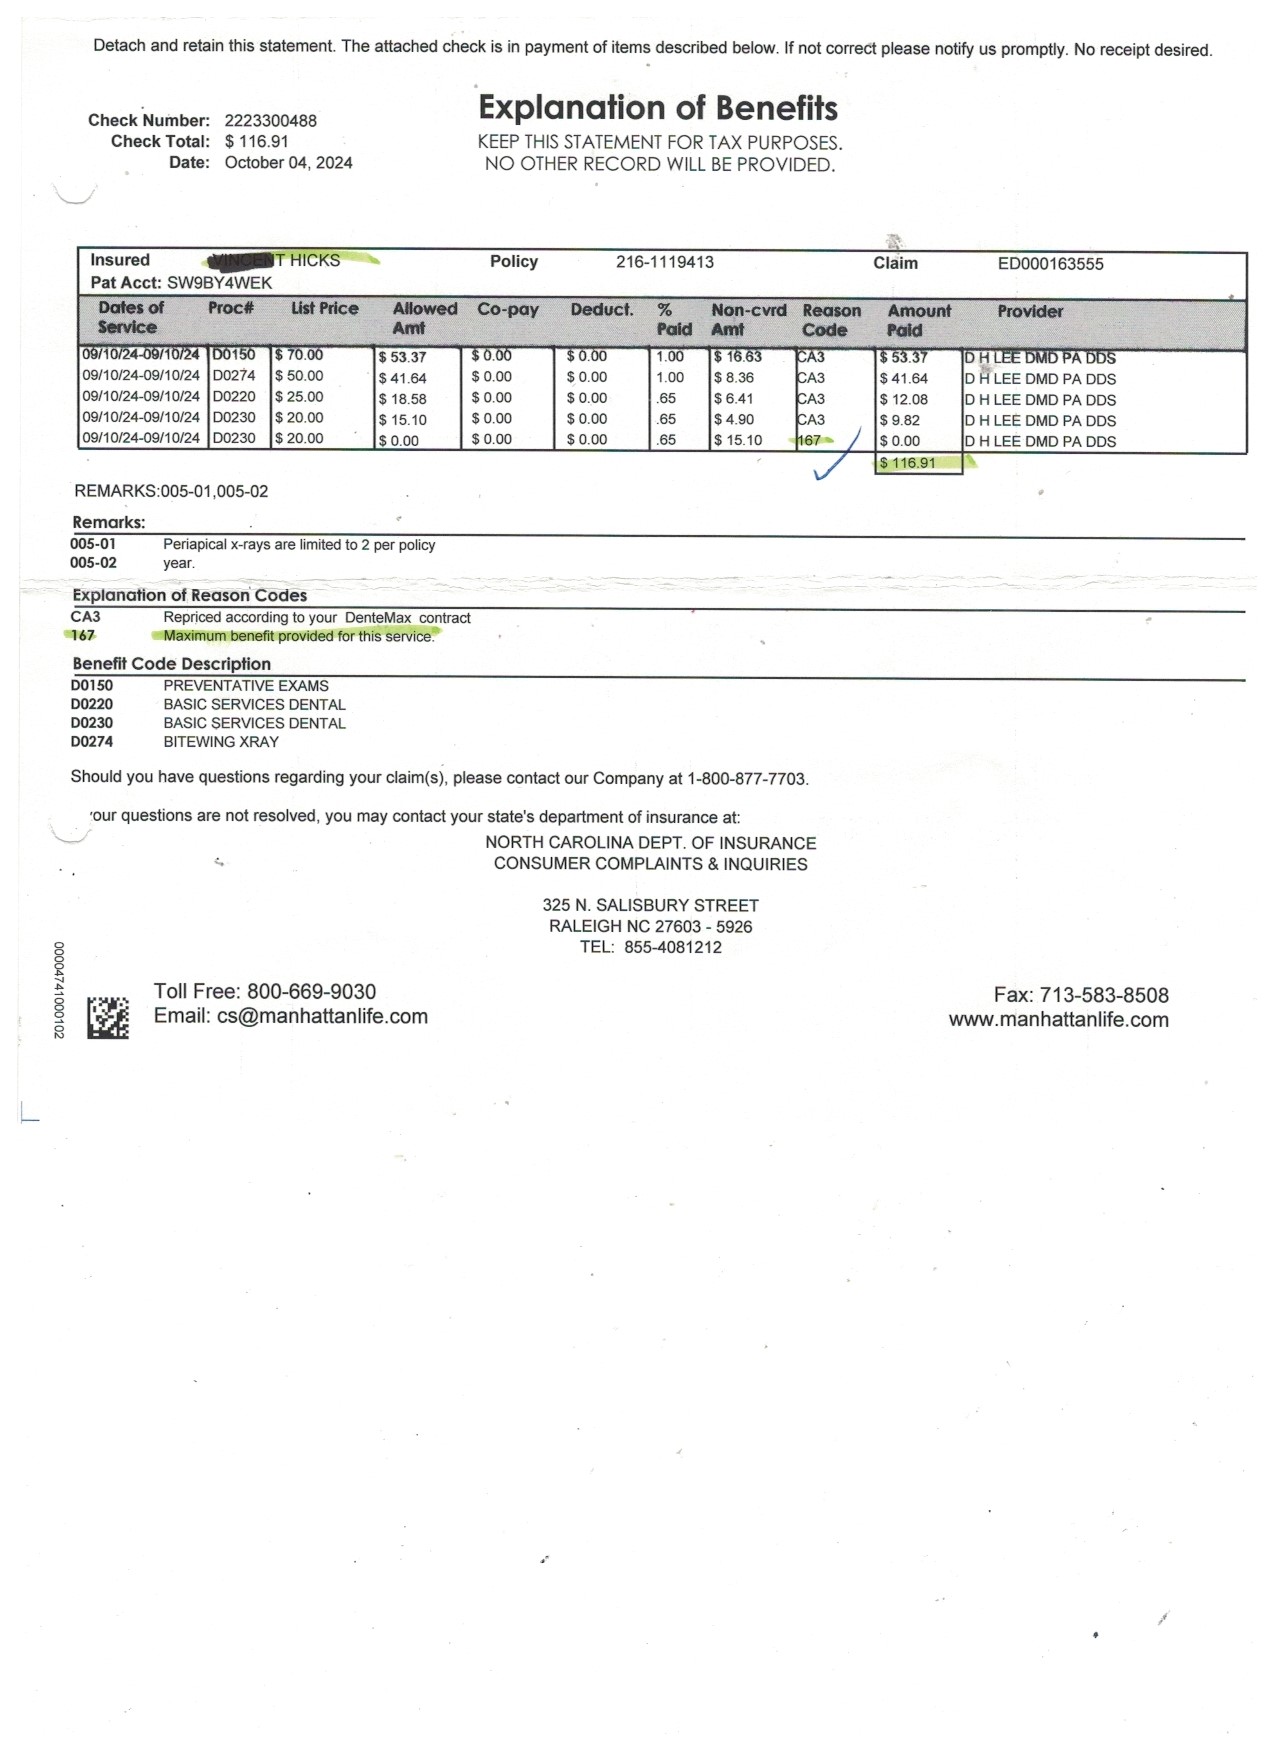 Detach and retain this statement. The attached check is in payment of items described below. If not correct please notify us promptly. No receipt desired.
Explanation of Benefits
KEEP THIS STATEMENT FOR TAX PURPOSES.
NO OTHER RECORD WILL BE PROVIDED.
Check Number: 2223300488
Check Total: $ 116.91
Date: October 04, 2024
Insured T HICKS Policy 216-1119413 Claim ED000163555
Pat Acct: SW9BY4WEK
Dates of Service Proc# List Price Allowed Amt Co-pay Deduct. % Paid Non-cvrd Amt Reason Code Amount Paid Provider
09/10/24-09/10/24 D0150 $ 70.00 $ 53.37 $ 0.00 $ 0.00 1.00 $ 16.63 CA3 $ 53.37 D H LEE DMD PA DDS
09/10/24-09/10/24 D0274 $ 50.00 $ 41.64 $ 0.00 $ 0.00 1.00 $ 8.36 CA3 $ 41.64 D H LEE DMD PA DDS
09/10/24-09/10/24 D0220 $ 25.00 $ 18.58 $ 0.00 $ 0.00 .65 $ 6.41 CA3 $ 12.08 D H LEE DMD PA DDS
09/10/24-09/10/24 D0230 $ 20.00 $ 15.10 $ 0.00 $ 0.00 .65 $ 4.90 CA3 $ 9.82 D H LEE DMD PA DDS
09/10/24-09/10/24 D0230 $ 20.00 $ 0.00 $ 0.00 $ 0.00 .65 $ 15.10 167 $ 0.00 D H LEE DMD PA DDS
$ 116.91
REMARKS:005-01,005-02
Remarks:
005-01 Periapical x-rays are limited to 2 per policy
005-02 year.
Explanation of Reason Codes
CA3 Repriced according to your DenteMax contract
167 Maximum benefit provided for this service.
Benefit Code Description
D0150 PREVENTATIVE EXAMS
D0220 BASIC SERVICES DENTAL
D0230 BASIC SERVICES DENTAL
D0274 BITEWING XRAY
Should you have questions regarding your claim(s), please contact our Company at 1-800-877-7703.
our questions are not resolved, you may contact your state's department of insurance at:
NORTH CAROLINA DEPT. OF INSURANCE
CONSUMER COMPLAINTS & INQUIRIES
325 N. SALISBURY STREET
RALEIGH NC 27603 - 5926
TEL: 855-4081212
00004741000102
Toll Free: 800-669-9030
Email: cs@manhattanlife.com
Fax: 713-583-8508
www.manhattanlife.com